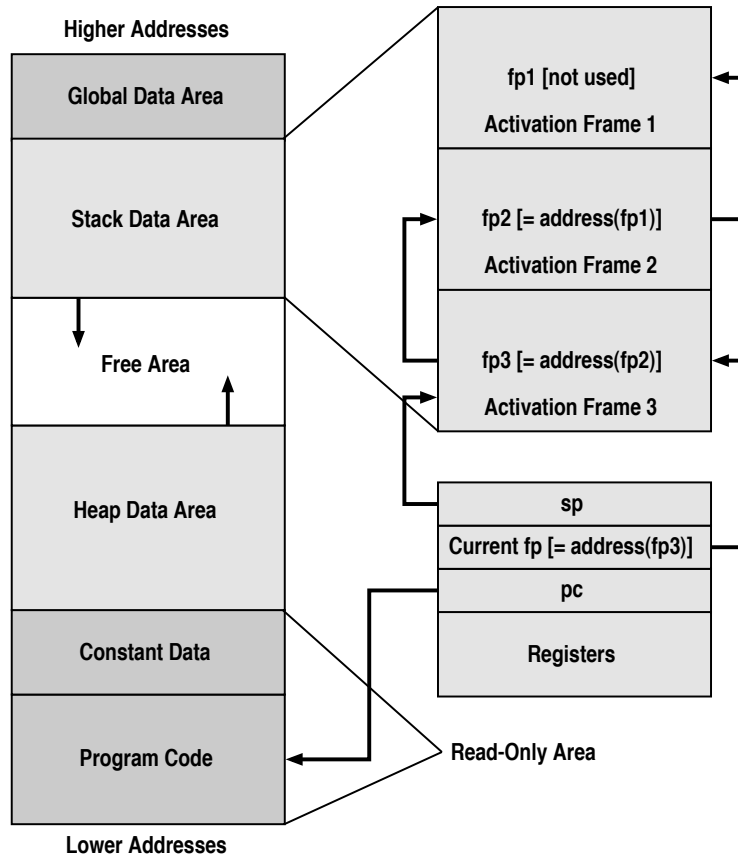 Higher Addresses
Global Data Area
Stack Data Area
Free Area
Heap Data Area
Constant Data
Program Code
Lower Addresses
fp1 [not used]
Activation Frame 1
fp2 [= address(fp1)]
Activation Frame 2
fp3 [= address(fp2)]
Activation Frame 3
sp
Current fp [= address(fp3)]
pc
Registers
Read-Only Area